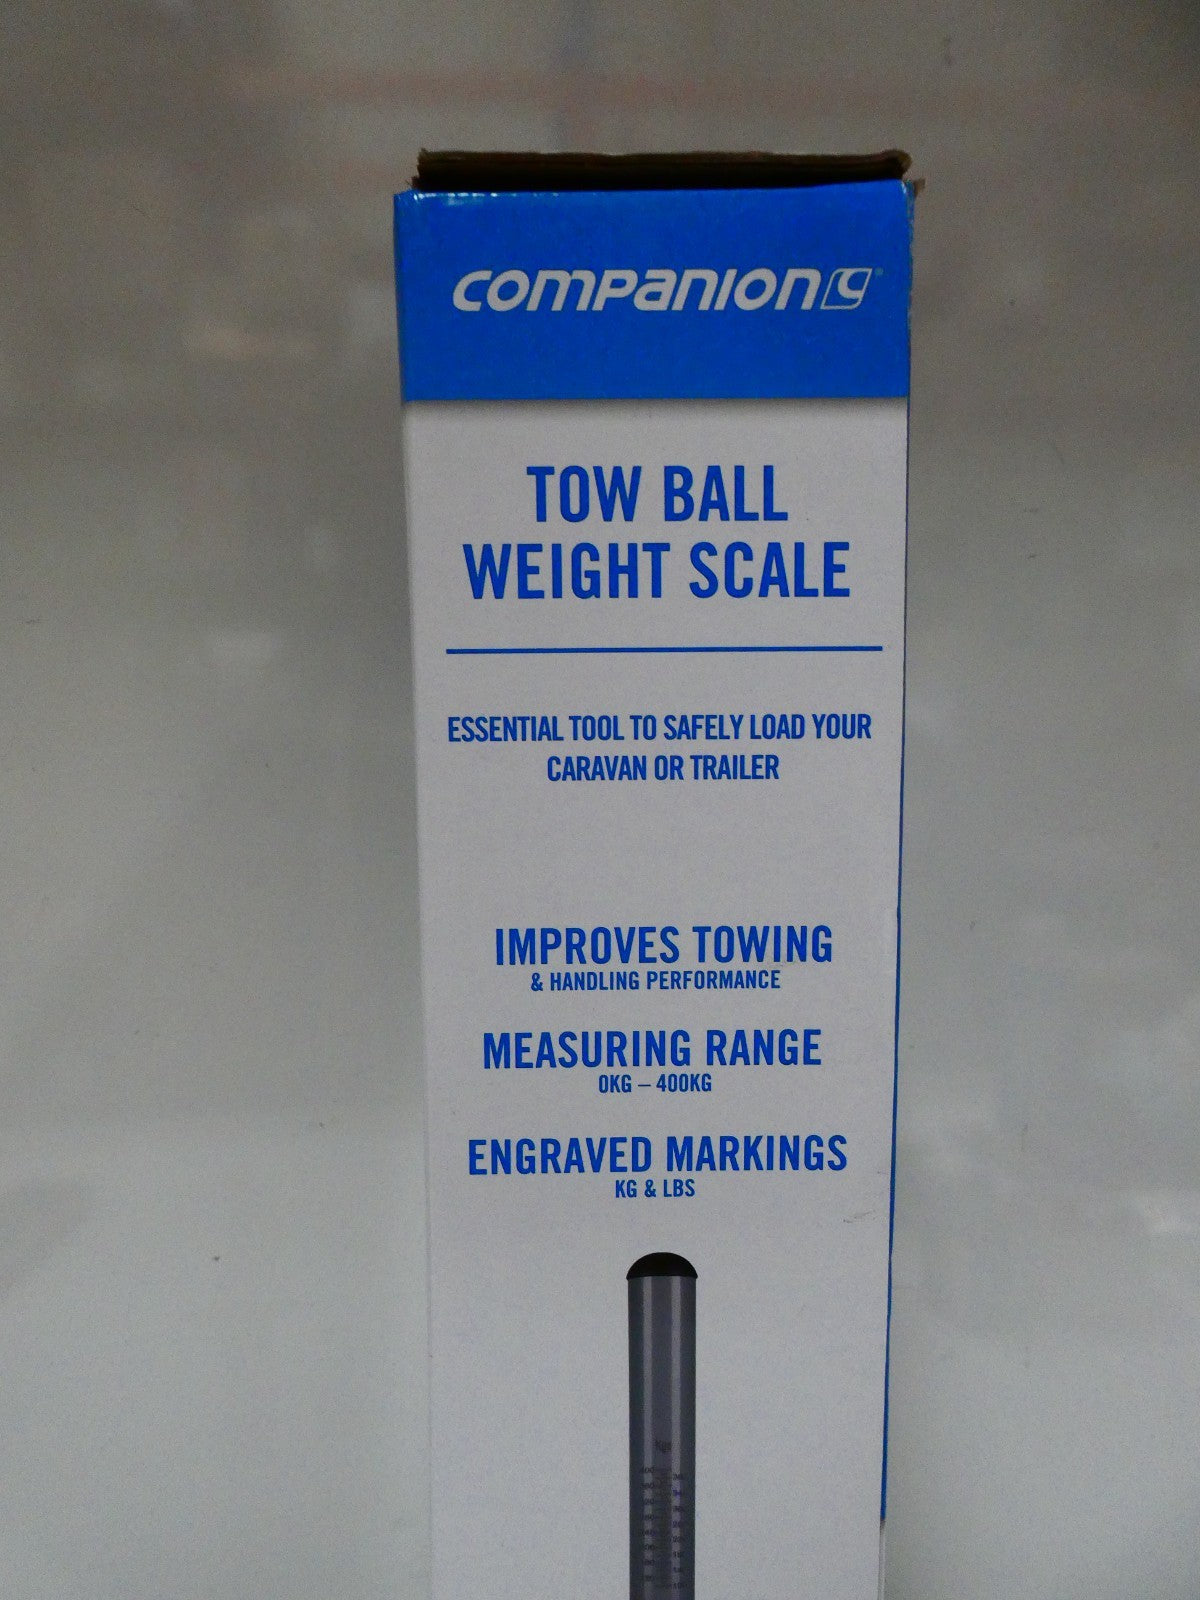 companion
TOW BALL
WEIGHT SCALE
ESSENTIAL TOOL TO SAFELY LOAD YOUR
CARAVAN OR TRAILER
IMPROVES TOWING
& HANDLING PERFORMANCE
MEASURING RANGE
0KG – 400KG
ENGRAVED MARKINGS
KG & LBS